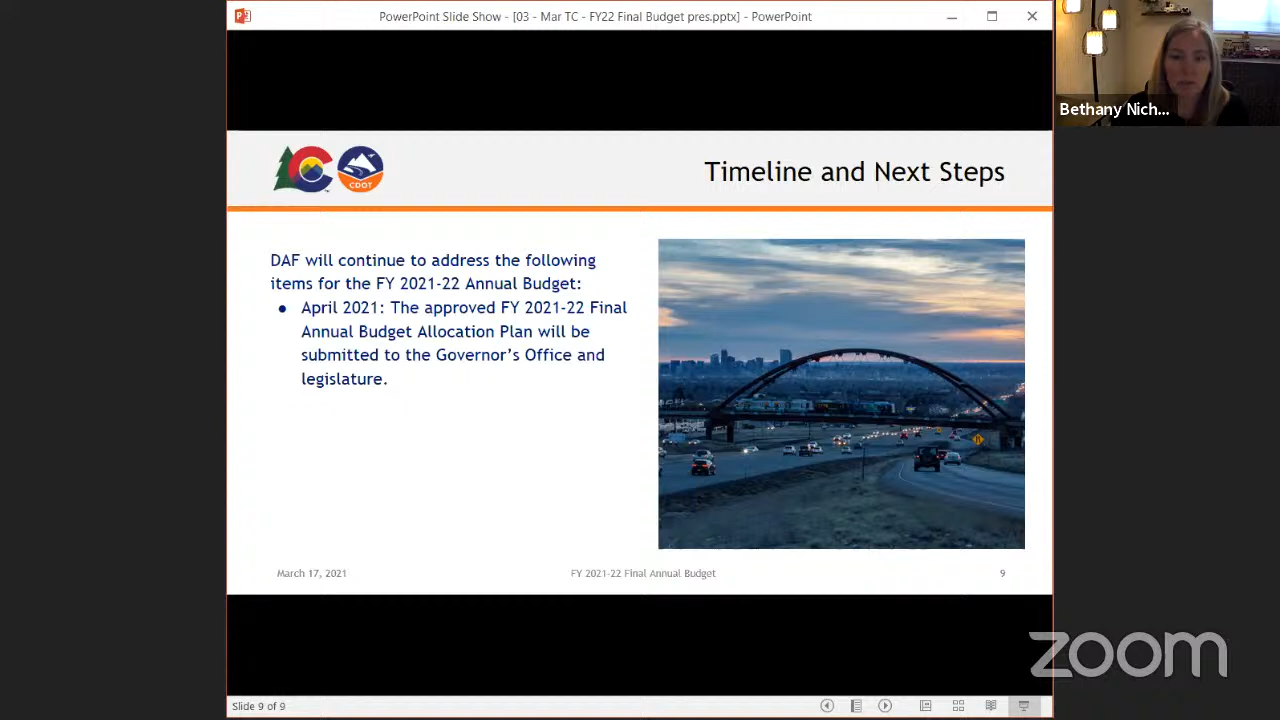 PowerPoint Slide Show - [03 - Mar TC - FY22 Final Budget pres.pptx] - PowerPoint
Bethany Nich...
CDOT
Timeline and Next Steps
DAF will continue to address the following
items for the FY 2021-22 Annual Budget:
● April 2021: The approved FY 2021-22 Final
Annual Budget Allocation Plan will be
submitted to the Governor's Office and
legislature.
March 17, 2021
FY 2021-22 Final Annual Budget
9
zoom
Slide 9 of 9